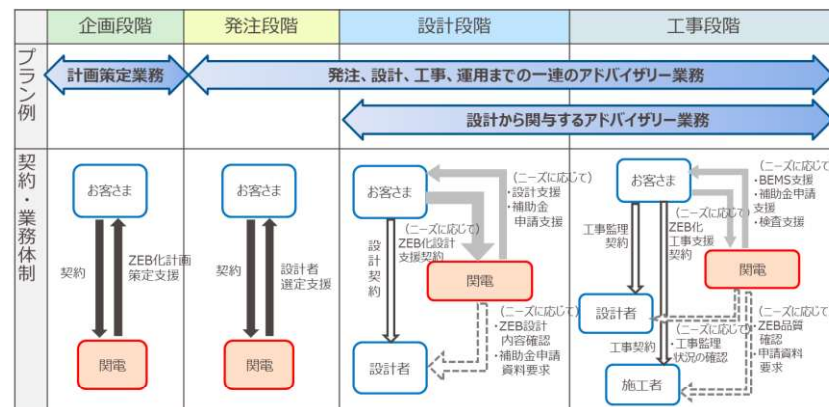 企画段階
発注段階
設計段階
工事段階
プラン例
計画策定業務
発注、設計、工事、運用までの一連のアドバイザリー業務
設計から関与するアドバイザリー業務
契約・業務体制
お客さま
契約
ZEB化計画
策定支援
関電
お客さま
契約
設計者
選定支援
関電
お客さま
(ニーズに応じて)
・設計支援
・補助金
申請支援
設計契約
(ニーズに応じて)
ZEB化設計
支援契約
関電
(ニーズに応じて)
・ZEB設計
内容確認
・補助金申請
資料要求
設計者
お客さま
(ニーズに応じて)
・BEMS支援
・補助金申請
支援
・検査支援
工事監理
契約
(ニーズに応じて)
ZEB化
工事支援
契約
関電
設計者
(ニーズに応じて)
・工事監理
状況の確認
(ニーズに応じて)
・ZEB品質
確認
・申請資料
要求
工事契約
施工者